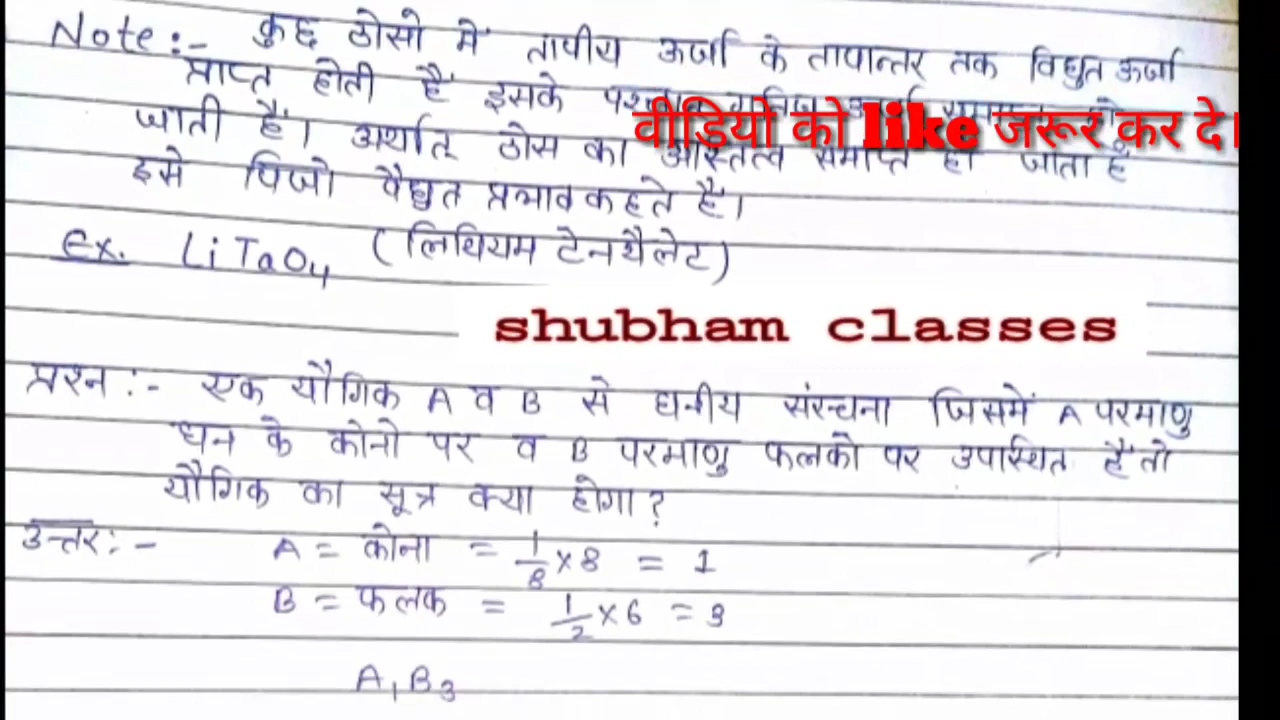 Note:- कुछ ठोसो में तापीय ऊर्जा के तापान्तर तक विद्युत ऊर्जा
प्राप्त होती है इसके
वीडियो को like जरूर कर दे।
जाती है। अर्थात् ठोस का अस्तित्व समाप्त हो जाता है
इसे पिजो वैद्युत प्रभाव कहते है।
Ex. LiTaO4 (लिथियम टेनथैलेट)
shubham classes
प्रश्न:- एक यौगिक A व B से घनीय संरचना जिसमें A परमाणु
घन के कोनो पर व B परमाणु फलको पर उपस्थित है तो
यौगिक का सूत्र क्या होगा?
उत्तर:- A = कोना = 1/8 × 8 = 1
B = फलक = 1/2 × 6 = 3
A1B3